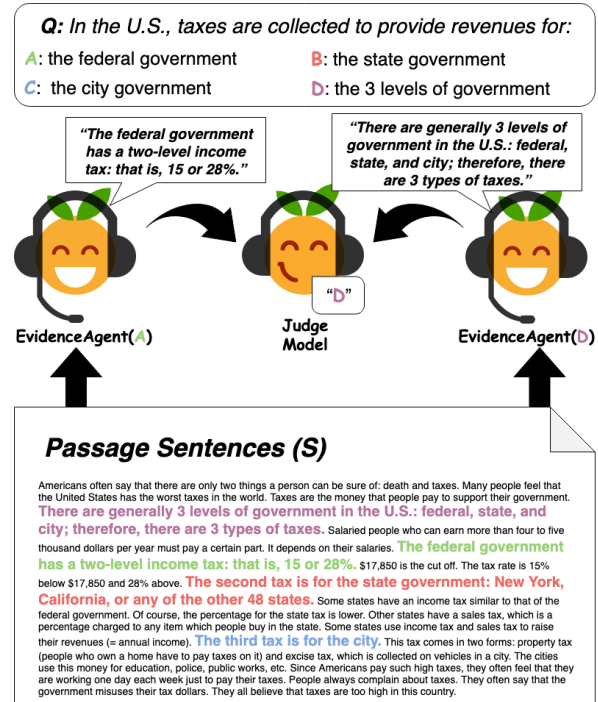 Q: In the U.S., taxes are collected to provide revenues for:
A: the federal government
B: the state government
C: the city government
D: the 3 levels of government
“The federal government
has a two-level income
tax: that is, 15 or 28%.”
“There are generally 3 levels of
government in the U.S.: federal,
state, and city; therefore, there
are 3 types of taxes.”
“D”
EvidenceAgent(A)
Judge
Model
EvidenceAgent(D)
Passage Sentences (S)
Americans often say that there are only two things a person can be sure of: death and taxes. Many people feel that
the United States has the worst taxes in the world. Taxes are the money that people pay to support their government.
There are generally 3 levels of government in the U.S.: federal, state, and
city; therefore, there are 3 types of taxes. Salaried people who can earn more than four to five
thousand dollars per year must pay a certain part. It depends on their salaries. The federal government
has a two-level income tax: that is, 15 or 28%. $17,850 is the cut off. The tax rate is 15%
below $17,850 and 28% above. The second tax is for the state government: New York,
California, or any of the other 48 states. Some states have an income tax similar to that of the
federal government. Of course, the percentage for the state tax is lower. Other states have a sales tax, which is a
percentage charged to any item which people buy in the state. Some states use income tax and sales tax to raise
their revenues (= annual income). The third tax is for the city. This tax comes in two forms: property tax
(people who own a home have to pay taxes on it) and excise tax, which is collected on vehicles in a city. The cities
use this money for education, police, public works, etc. Since Americans pay such high taxes, they often feel that they
are working one day each week just to pay their taxes. People always complain about taxes. They often say that the
government misuses their tax dollars. They all believe that taxes are too high in this country.